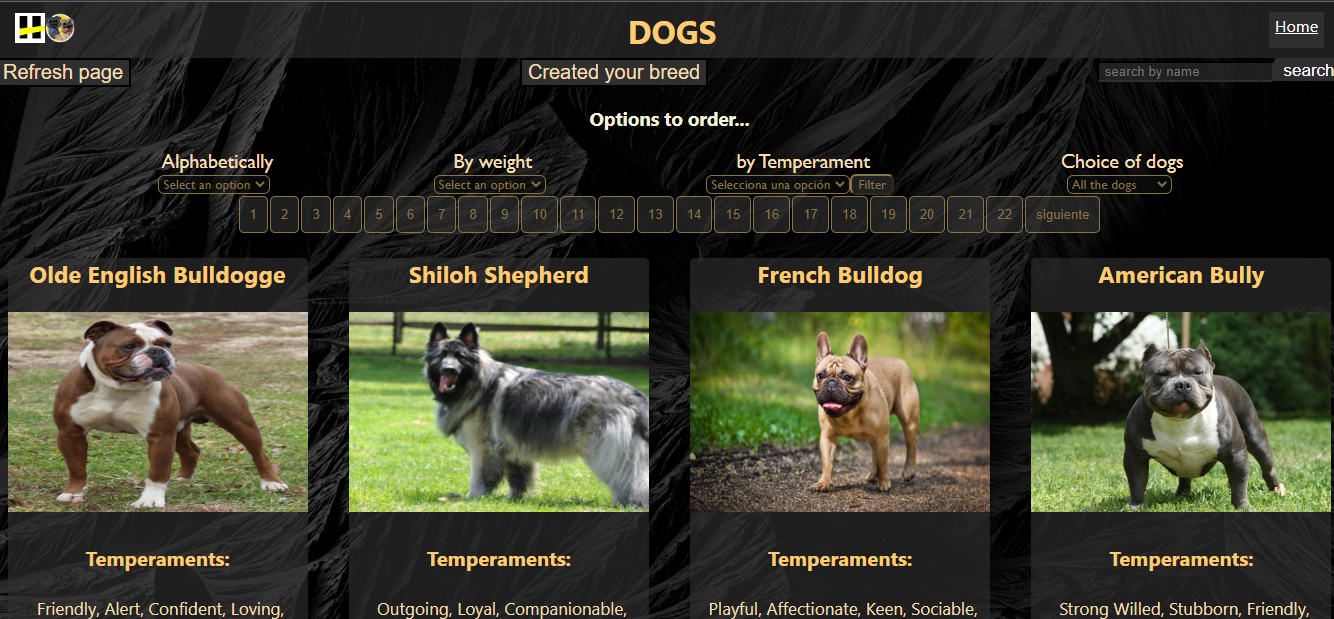 DOGS
Home
Refresh page
Created your breed
search by name
search
Options to order...
Alphabetically
By weight
by Temperament
Choice of dogs
Select an option
Select an option
Selecciona una opción
Filter
All the dogs
1 2 3 4 5 6 7 8 9 10 11 12 13 14 15 16 17 18 19 20 21 22 siguiente
Olde English Bulldogge
Shiloh Shepherd
French Bulldog
American Bully
Temperaments:
Temperaments:
Temperaments:
Temperaments:
Friendly, Alert, Confident, Loving,
Outgoing, Loyal, Companionable,
Playful, Affectionate, Keen, Sociable,
Strong Willed, Stubborn, Friendly,